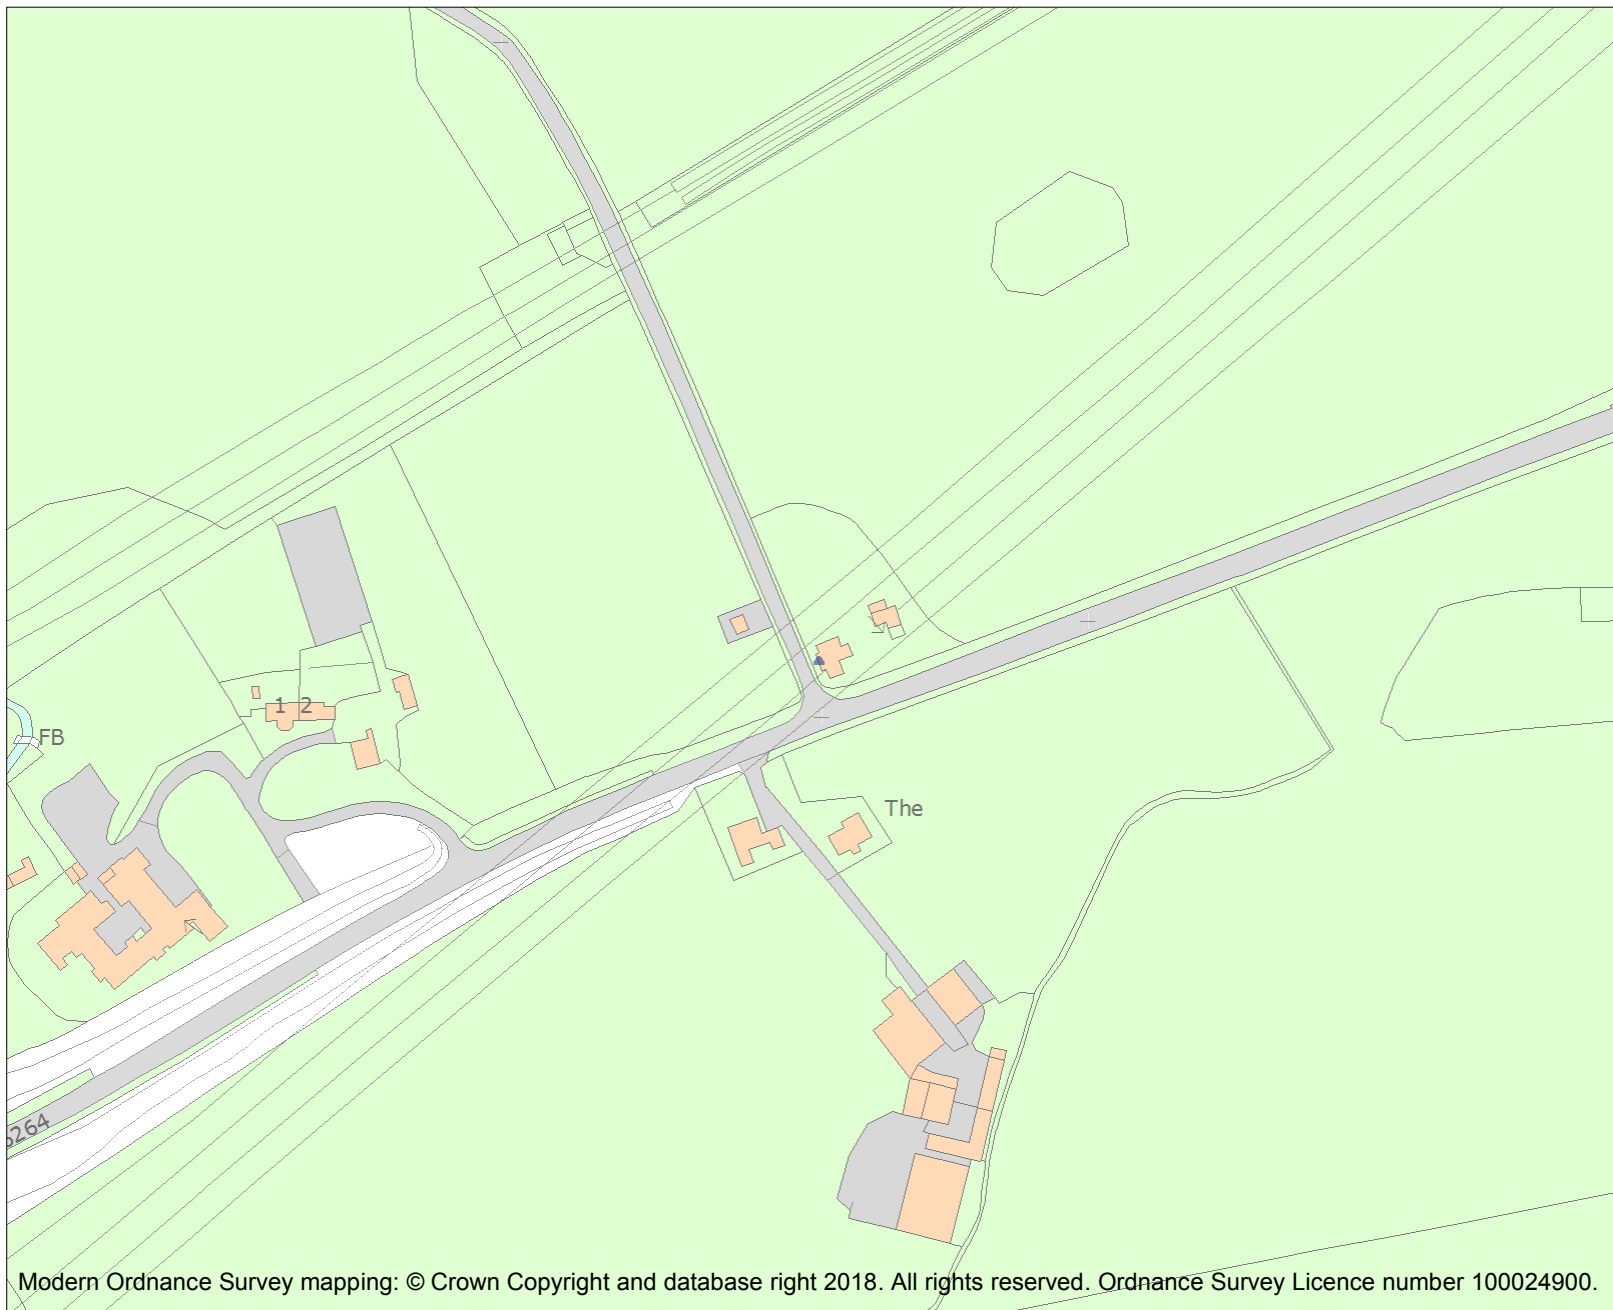 1 2
FB
The
Modern Ordnance Survey mapping: © Crown Copyright and database right 2018. All rights reserved. Ordnance Survey Licence number 100024900.